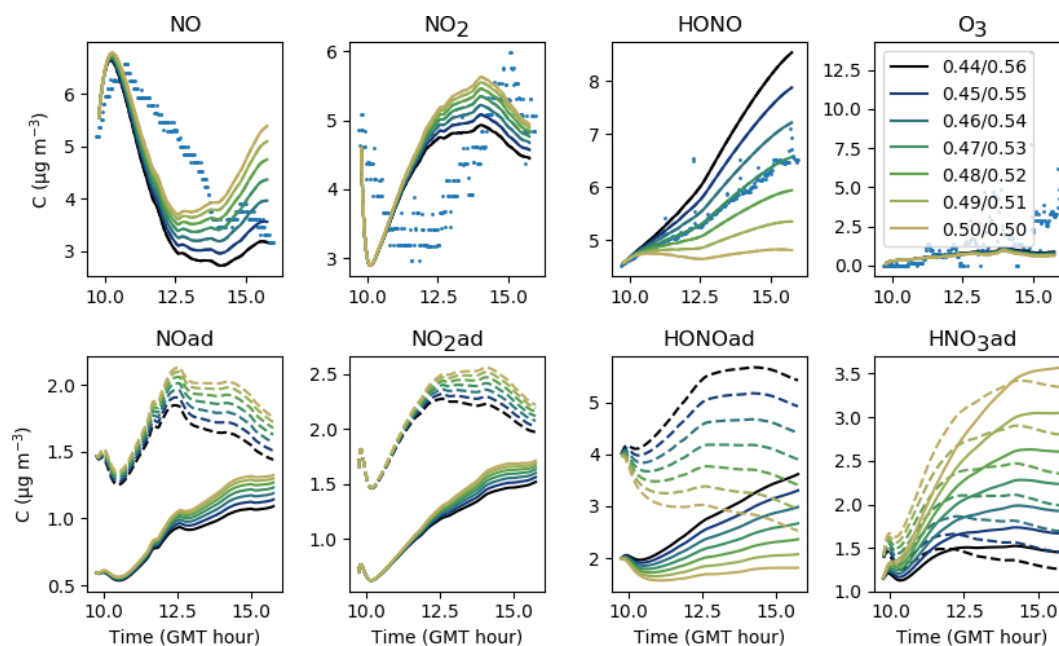 NO
NO2
HONO
O3
C (µg m−3)
6
5
4
3
10.0 12.5 15.0
6
5
4
3
10.0 12.5 15.0
8
7
6
5
10.0 12.5 15.0
12.5
10.0
7.5
5.0
2.5
0.0
10.0 12.5 15.0
0.44/0.56
0.45/0.55
0.46/0.54
0.47/0.53
0.48/0.52
0.49/0.51
0.50/0.50
NOad
NO2ad
HONOad
HNO3ad
C (µg m−3)
2.0
1.5
1.0
0.5
10.0 12.5 15.0
Time (GMT hour)
2.5
2.0
1.5
1.0
10.0 12.5 15.0
Time (GMT hour)
5
4
3
2
10.0 12.5 15.0
Time (GMT hour)
3.5
3.0
2.5
2.0
1.5
1.0
10.0 12.5 15.0
Time (GMT hour)